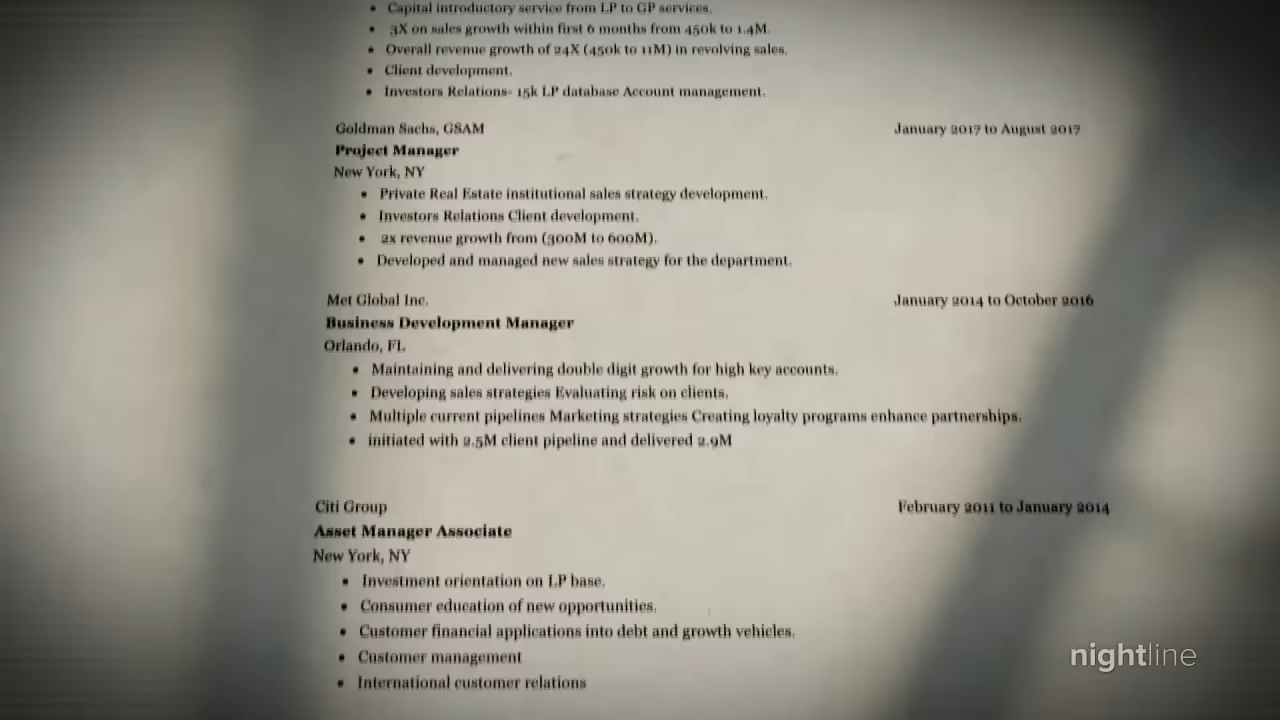 • Capital introductory service from LP to GP services.
• 3X on sales growth within first 6 months from 450k to 1.4M.
• Overall revenue growth of 24X (450k to 11M) in revolving sales.
• Client development.
• Investors Relations- 15k LP database Account management.
Goldman Sachs, GSAM January 2017 to August 2017
Project Manager
New York, NY
• Private Real Estate institutional sales strategy development.
• Investors Relations Client development.
• 2x revenue growth from (300M to 600M).
• Developed and managed new sales strategy for the department.
Met Global Inc. January 2014 to October 2016
Business Development Manager
Orlando, FL
• Maintaining and delivering double digit growth for high key accounts.
• Developing sales strategies Evaluating risk on clients.
• Multiple current pipelines Marketing strategies Creating loyalty programs enhance partnerships.
• initiated with 2.5M client pipeline and delivered 2.9M
Citi Group February 2011 to January 2014
Asset Manager Associate
New York, NY
• Investment orientation on LP base.
• Consumer education of new opportunities.
• Customer financial applications into debt and growth vehicles.
• Customer management
• International customer relations
nightline